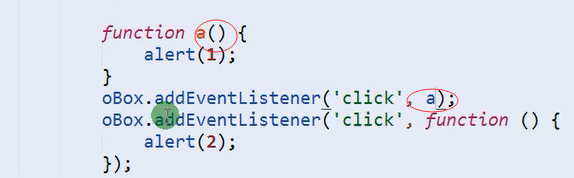 function a() {
    alert(1);
}
oBox.addEventListener('click', a);
oBox.addEventListener('click', function () {
    alert(2);
});